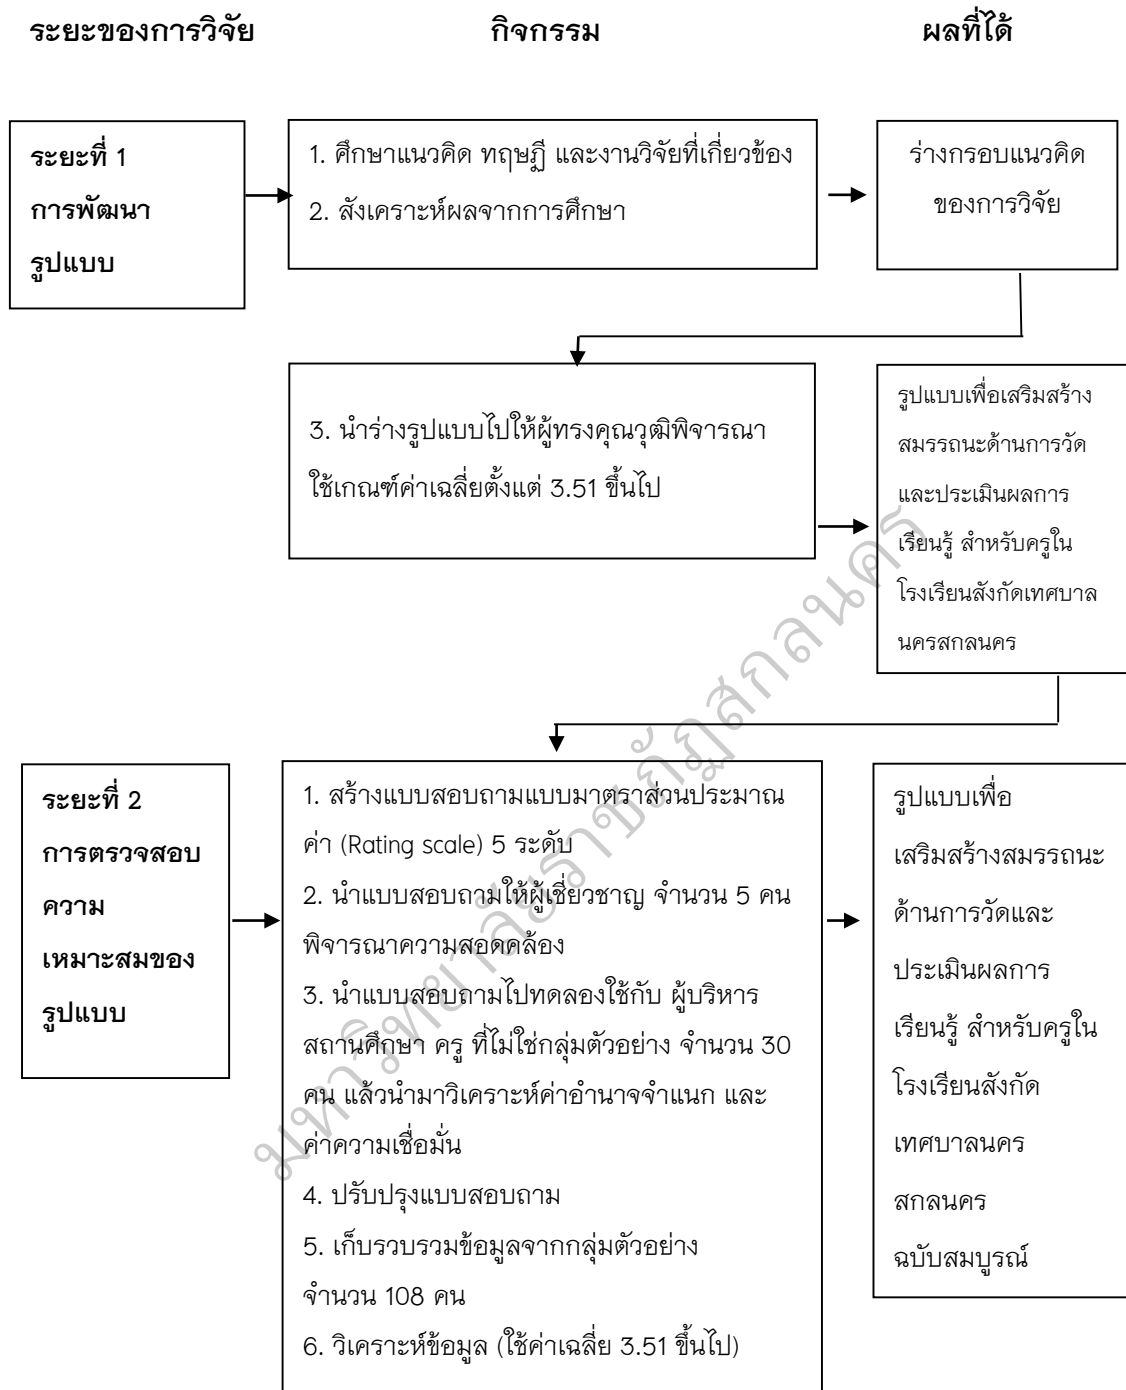 ระยะของการวิจัย กิจกรรม ผลที่ได้
ระยะที่ 1
การพัฒนา
รูปแบบ
1. ศึกษาแนวคิด ทฤษฎี และงานวิจัยที่เกี่ยวข้อง
2. สังเคราะห์ผลจากการศึกษา
ร่างกรอบแนวคิด
ของการวิจัย
3. นำร่างรูปแบบไปให้ผู้ทรงคุณวุฒิพิจารณา
ใช้เกณฑ์ค่าเฉลี่ยตั้งแต่ 3.51 ขึ้นไป
รูปแบบเพื่อเสริมสร้าง
สมรรถนะด้านการวัด
และประเมินผลการ
เรียนรู้ สำหรับครูใน
โรงเรียนสังกัดเทศบาล
นครสกลนคร
ระยะที่ 2
การตรวจสอบ
ความ
เหมาะสมของ
รูปแบบ
1. สร้างแบบสอบถามแบบมาตราส่วนประมาณ
ค่า (Rating scale) 5 ระดับ
2. นำแบบสอบถามให้ผู้เชี่ยวชาญ จำนวน 5 คน
พิจารณาความสอดคล้อง
3. นำแบบสอบถามไปทดลองใช้กับ ผู้บริหาร
สถานศึกษา ครู ที่ไม่ใช่กลุ่มตัวอย่าง จำนวน 30
คน แล้วนำมาวิเคราะห์ค่าอำนาจจำแนก และ
ค่าความเชื่อมั่น
4. ปรับปรุงแบบสอบถาม
5. เก็บรวบรวมข้อมูลจากกลุ่มตัวอย่าง
จำนวน 108 คน
6. วิเคราะห์ข้อมูล (ใช้ค่าเฉลี่ย 3.51 ขึ้นไป)
รูปแบบเพื่อ
เสริมสร้างสมรรถนะ
ด้านการวัดและ
ประเมินผลการ
เรียนรู้ สำหรับครูใน
โรงเรียนสังกัด
เทศบาลนคร
สกลนคร
ฉบับสมบูรณ์
มหาวิทยาลัยราชภัฏสกลนคร